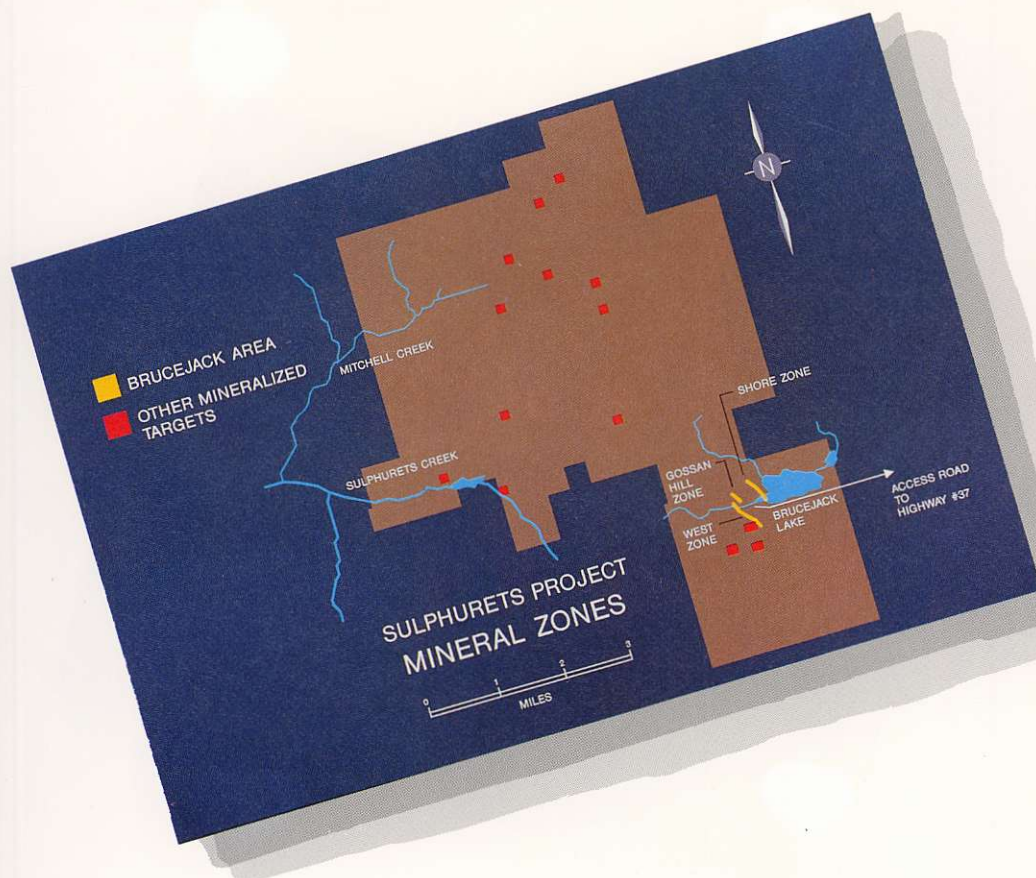 N
BRUCEJACK AREA
OTHER MINERALIZED
TARGETS
MITCHELL CREEK
SULPHURETS CREEK
SHORE ZONE
GOSSAN
HILL
ZONE
WEST
ZONE
BRUCEJACK
LAKE
ACCESS ROAD
TO
HIGHWAY #37
SULPHURETS PROJECT
MINERAL ZONES
0 1 2 3
MILES